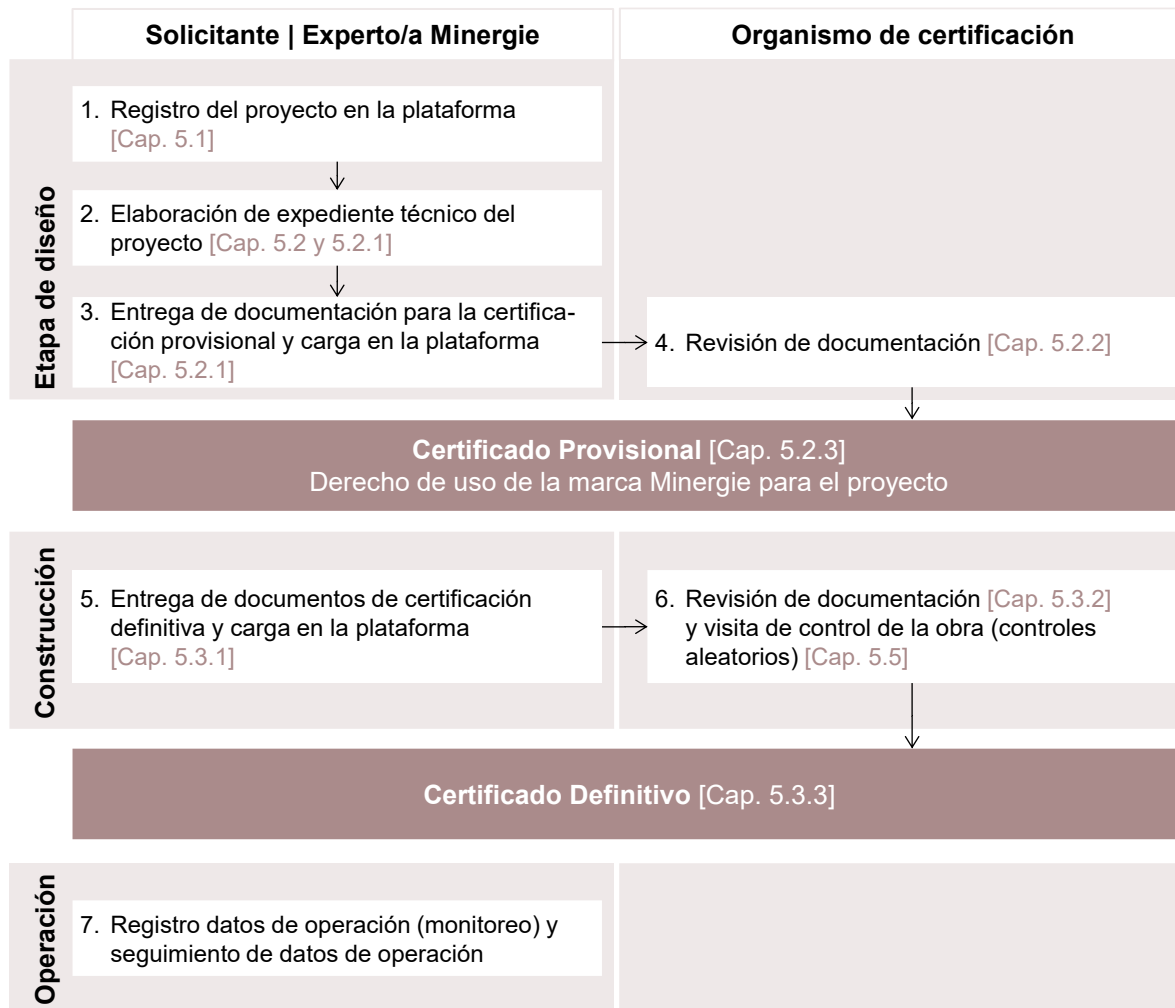 Solicitante | Experto/a Minergie
Organismo de certificación
Etapa de diseño
1. Registro del proyecto en la plataforma
[Cap. 5.1]
2. Elaboración de expediente técnico del
proyecto [Cap. 5.2 y 5.2.1]
3. Entrega de documentación para la certifica-
ción provisional y carga en la plataforma
[Cap. 5.2.1]
4. Revisión de documentación [Cap. 5.2.2]
Certificado Provisional [Cap. 5.2.3]
Derecho de uso de la marca Minergie para el proyecto
Construcción
5. Entrega de documentos de certificación
definitiva y carga en la plataforma
[Cap. 5.3.1]
6. Revisión de documentación [Cap. 5.3.2]
y visita de control de la obra (controles
aleatorios) [Cap. 5.5]
Certificado Definitivo [Cap. 5.3.3]
Operación
7. Registro datos de operación (monitoreo) y
seguimiento de datos de operación